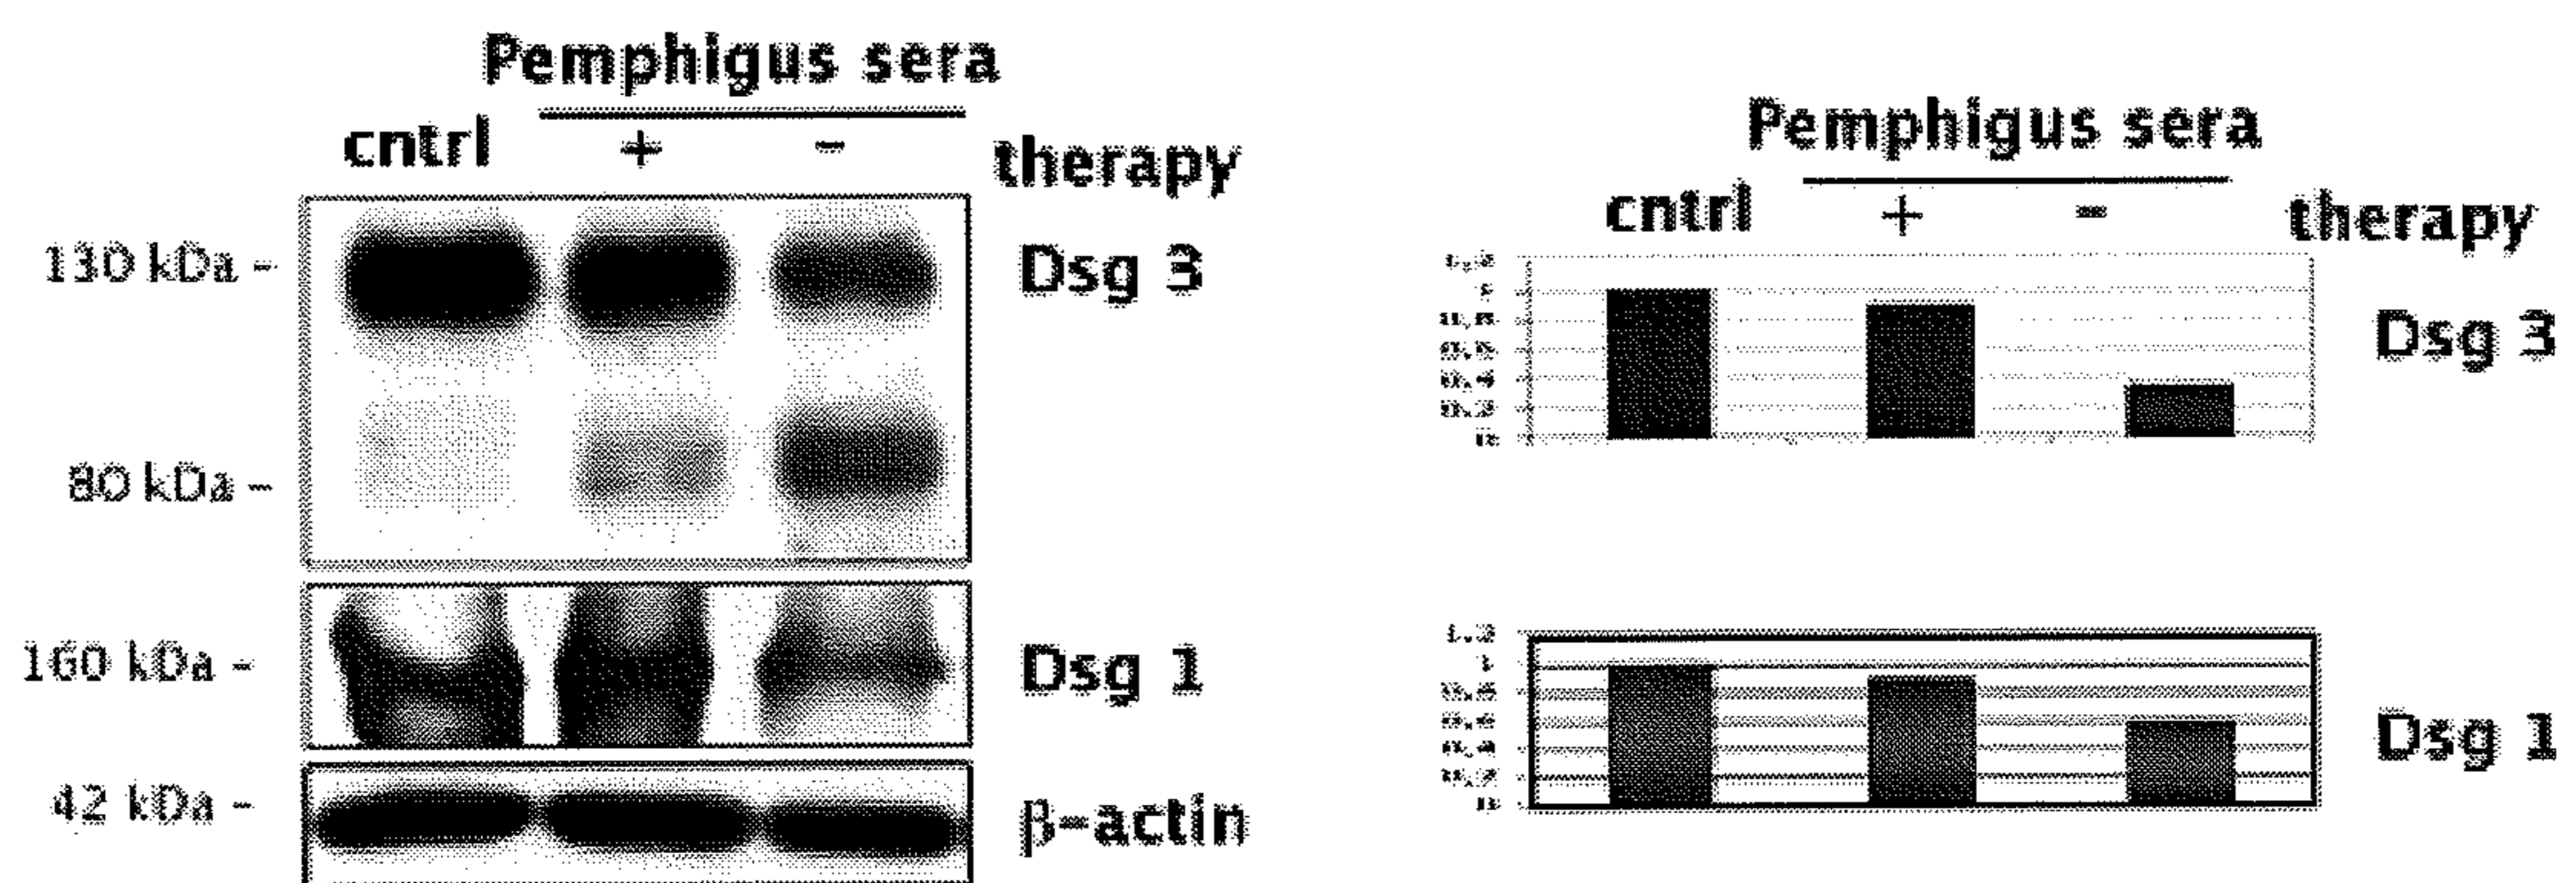 Pemphigus sera
cntrl + - therapy
130 kDa - Dsg 3
80 kDa -
160 kDa - Dsg 1
42 kDa - β-actin
Pemphigus sera
cntrl + - therapy
Dsg 3
Dsg 1